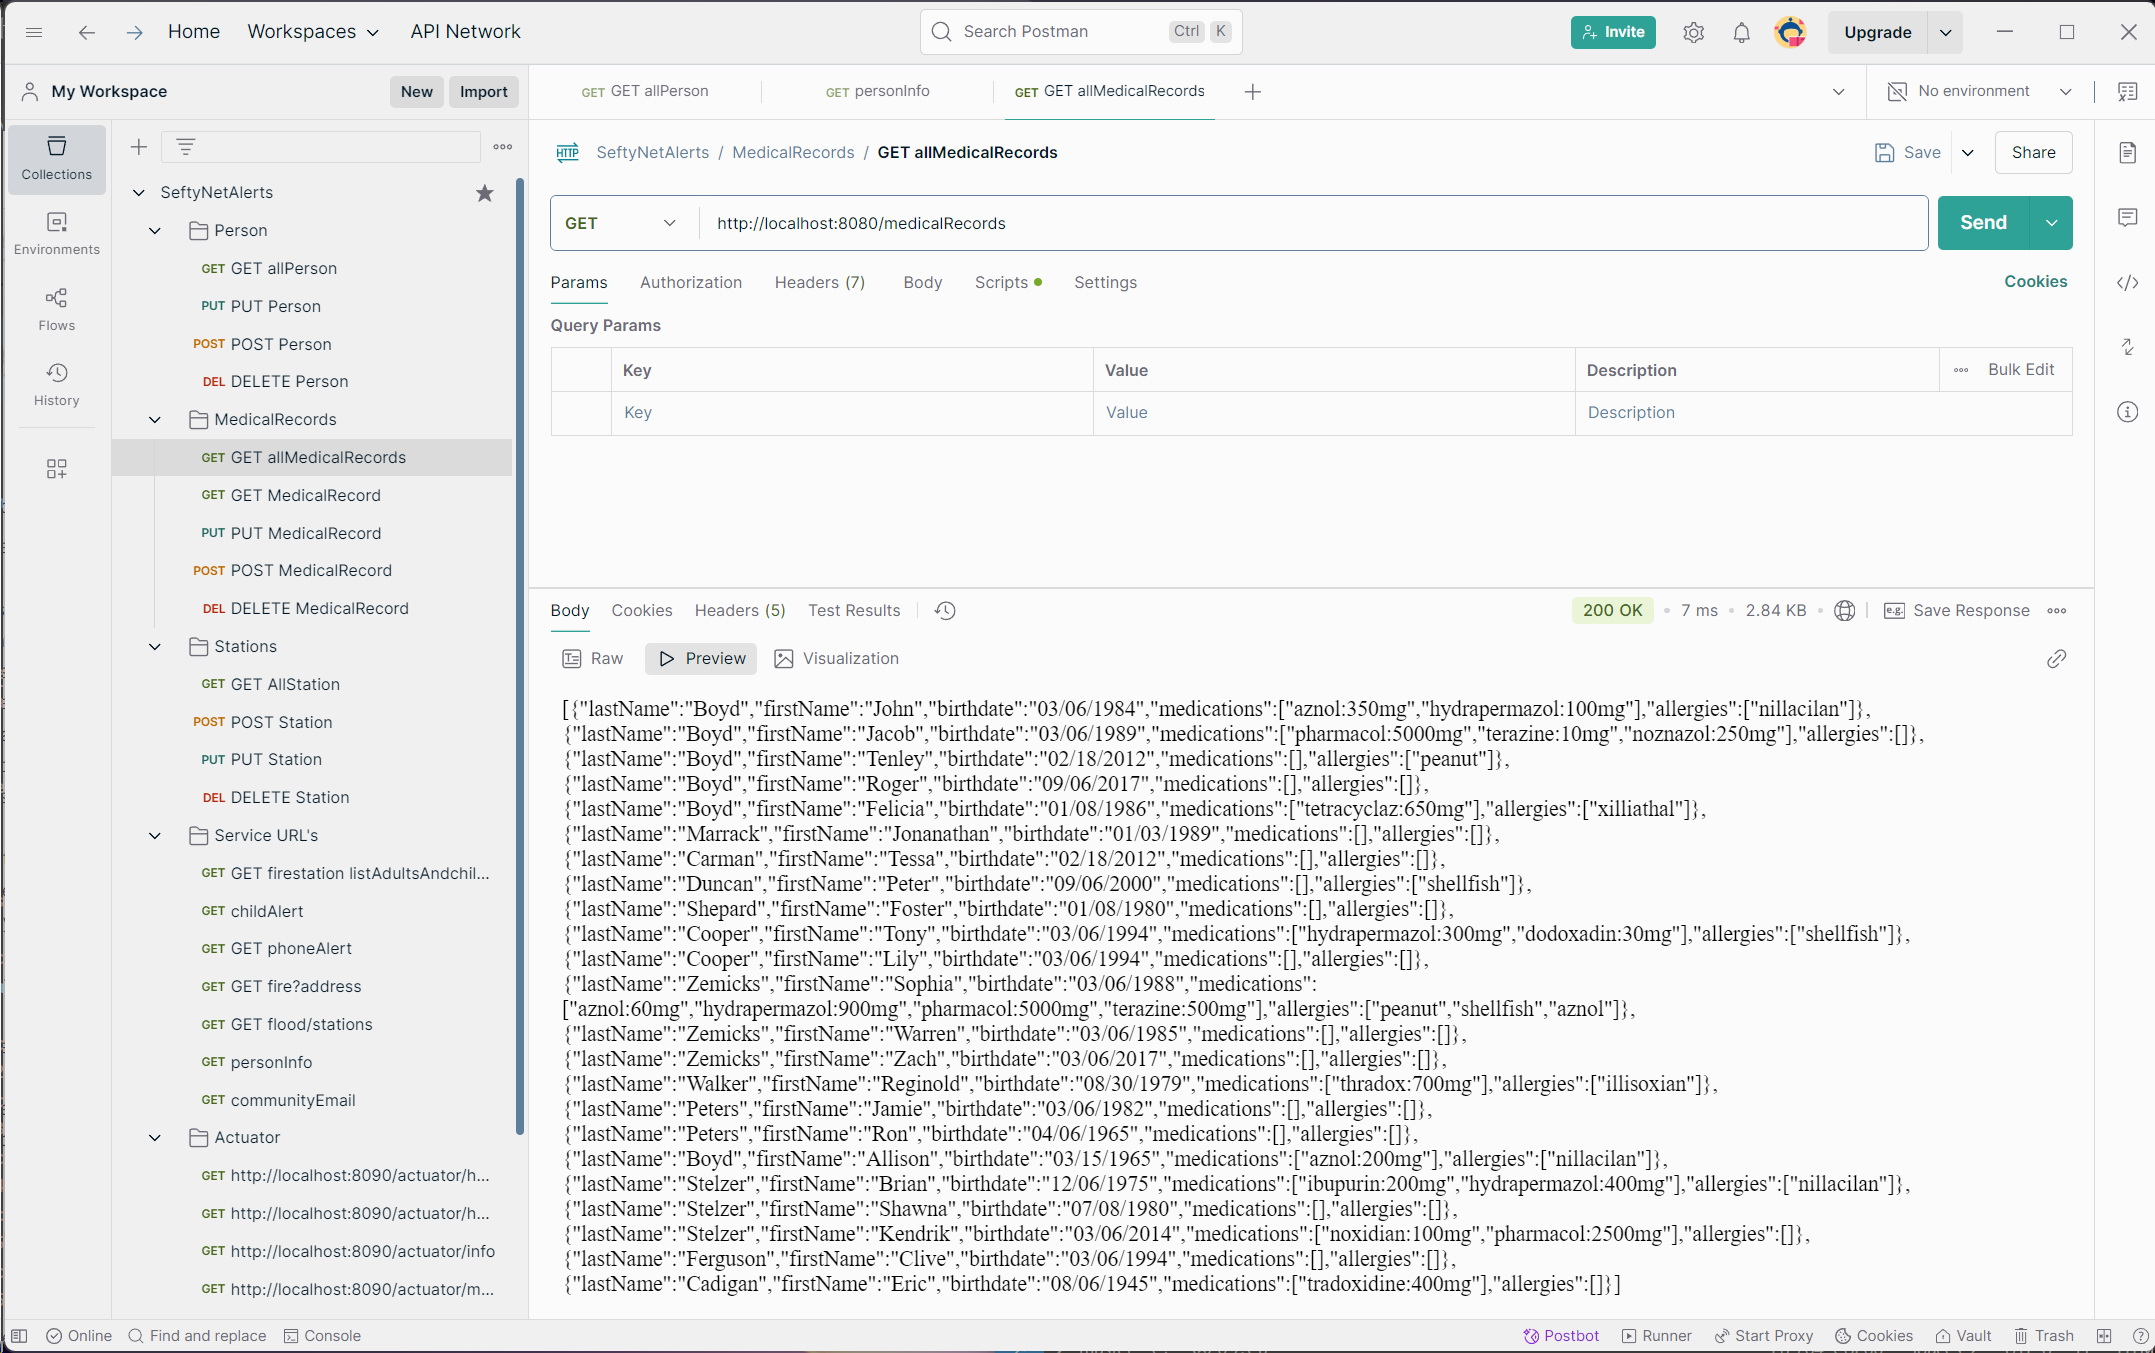 Home Workspaces API Network Search Postman Ctrl K Invite Upgrade
My Workspace New Import
GET GET allPerson GET personInfo GET GET allMedicalRecords No environment
Collections
Environments
Flows
History
SeftyNetAlerts
Person
GET GET allPerson
PUT PUT Person
POST POST Person
DEL DELETE Person
MedicalRecords
GET GET allMedicalRecords
GET GET MedicalRecord
PUT PUT MedicalRecord
POST POST MedicalRecord
DEL DELETE MedicalRecord
Stations
GET GET AllStation
POST POST Station
PUT PUT Station
DEL DELETE Station
Service URL's
GET GET firestation listAdultsAndchil...
GET childAlert
GET GET phoneAlert
GET GET fire?address
GET GET flood/stations
GET personInfo
GET communityEmail
Actuator
GET http://localhost:8090/actuator/h...
GET http://localhost:8090/actuator/h...
GET http://localhost:8090/actuator/info
GET http://localhost:8090/actuator/m...
HTTP SeftyNetAlerts / MedicalRecords / GET allMedicalRecords Save Share
GET http://localhost:8080/medicalRecords Send
Params Authorization Headers (7) Body Scripts Settings Cookies
Query Params
Key Value Description Bulk Edit
Key Value Description
Body Cookies Headers (5) Test Results 200 OK 7 ms 2.84 KB e.g. Save Response
Raw Preview Visualization
[{"lastName":"Boyd","firstName":"John","birthdate":"03/06/1984","medications":["aznol:350mg","hydrapermazol:100mg"],"allergies":["nillacilan"]},
{"lastName":"Boyd","firstName":"Jacob","birthdate":"03/06/1989","medications":["pharmacol:5000mg","terazine:10mg","noznazol:250mg"],"allergies":[]},
{"lastName":"Boyd","firstName":"Tenley","birthdate":"02/18/2012","medications":[],"allergies":["peanut"]},
{"lastName":"Boyd","firstName":"Roger","birthdate":"09/06/2017","medications":[],"allergies":[]},
{"lastName":"Boyd","firstName":"Felicia","birthdate":"01/08/1986","medications":["tetracyclaz:650mg"],"allergies":["xilliathal"]},
{"lastName":"Marrack","firstName":"Jonanathan","birthdate":"01/03/1989","medications":[],"allergies":[]},
{"lastName":"Carman","firstName":"Tessa","birthdate":"02/18/2012","medications":[],"allergies":[]},
{"lastName":"Duncan","firstName":"Peter","birthdate":"09/06/2000","medications":[],"allergies":["shellfish"]},
{"lastName":"Shepard","firstName":"Foster","birthdate":"01/08/1980","medications":[],"allergies":[]},
{"lastName":"Cooper","firstName":"Tony","birthdate":"03/06/1994","medications":["hydrapermazol:300mg","dodoxadin:30mg"],"allergies":["shellfish"]},
{"lastName":"Cooper","firstName":"Lily","birthdate":"03/06/1994","medications":[],"allergies":[]},
{"lastName":"Zemicks","firstName":"Sophia","birthdate":"03/06/1988","medications":
["aznol:60mg","hydrapermazol:900mg","pharmacol:5000mg","terazine:500mg"],"allergies":["peanut","shellfish","aznol"]},
{"lastName":"Zemicks","firstName":"Warren","birthdate":"03/06/1985","medications":[],"allergies":[]},
{"lastName":"Zemicks","firstName":"Zach","birthdate":"03/06/2017","medications":[],"allergies":[]},
{"lastName":"Walker","firstName":"Reginold","birthdate":"08/30/1979","medications":["thradox:700mg"],"allergies":["illisoxian"]},
{"lastName":"Peters","firstName":"Jamie","birthdate":"03/06/1982","medications":[],"allergies":[]},
{"lastName":"Peters","firstName":"Ron","birthdate":"04/06/1965","medications":[],"allergies":[]},
{"lastName":"Boyd","firstName":"Allison","birthdate":"03/15/1965","medications":["aznol:200mg"],"allergies":["nillacilan"]},
{"lastName":"Stelzer","firstName":"Brian","birthdate":"12/06/1975","medications":["ibupurin:200mg","hydrapermazol:400mg"],"allergies":["nillacilan"]},
{"lastName":"Stelzer","firstName":"Shawna","birthdate":"07/08/1980","medications":[],"allergies":[]},
{"lastName":"Stelzer","firstName":"Kendrik","birthdate":"03/06/2014","medications":["noxidian:100mg","pharmacol:2500mg"],"allergies":[]},
{"lastName":"Ferguson","firstName":"Clive","birthdate":"03/06/1994","medications":[],"allergies":[]},
{"lastName":"Cadigan","firstName":"Eric","birthdate":"08/06/1945","medications":["tradoxidine:400mg"],"allergies":[]}]
Online Find and replace Console Postbot Runner Start Proxy Cookies Vault Trash